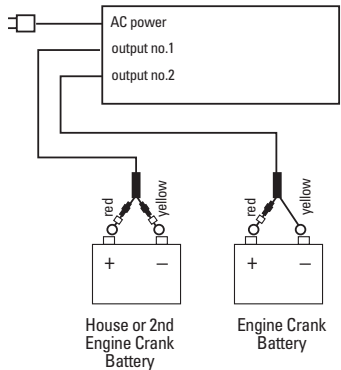 AC power
output no.1
output no.2
red
yellow
red
yellow
+
–
+
–
House or 2nd
Engine Crank
Battery
Engine Crank
Battery